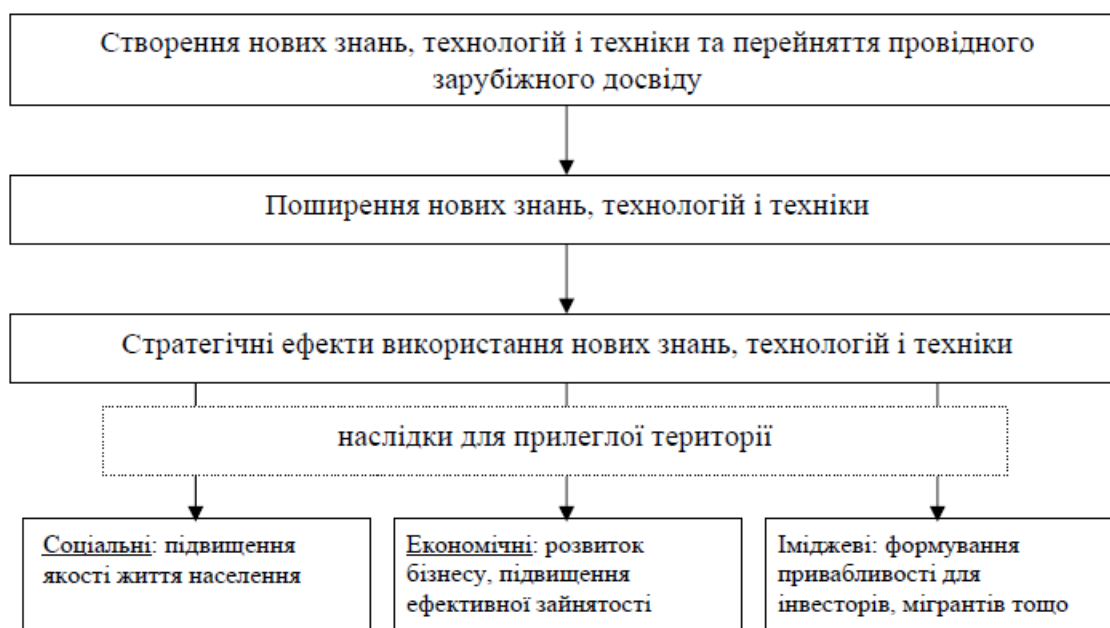 Створення нових знань, технологій і техніки та перейняття провідного
зарубіжного досвіду
Поширення нових знань, технологій і техніки
Стратегічні ефекти використання нових знань, технологій і техніки
наслідки для прилеглої території
Соціальні: підвищення
якості життя населення
Економічні: розвиток
бізнесу, підвищення
ефективної зайнятості
Іміджеві: формування
привабливості для
інвесторів, мігрантів тощо